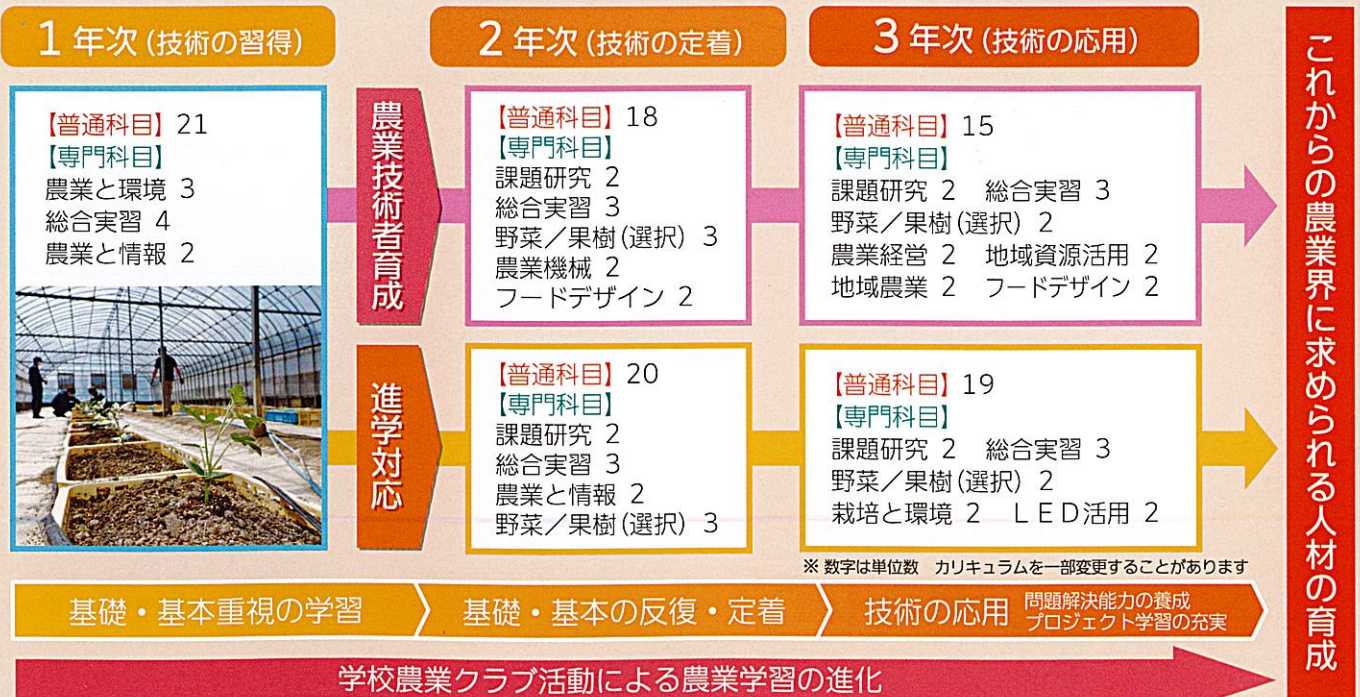 1年次(技術の習得)
2年次(技術の定着)
3年次(技術の応用)
【普通科目】21
【専門科目】
農業と環境 3
総合実習 4
農業と情報 2
農業技術者育成
【普通科目】18
【専門科目】
課題研究 2
総合実習 3
野菜/果樹(選択) 3
農業機械 2
フードデザイン 2
【普通科目】15
【専門科目】
課題研究 2 総合実習 3
野菜/果樹(選択) 2
農業経営 2 地域資源活用 2
地域農業 2 フードデザイン 2
進学対応
【普通科目】20
【専門科目】
課題研究 2
総合実習 3
農業と情報 2
野菜/果樹(選択) 3
【普通科目】19
【専門科目】
課題研究 2 総合実習 3
野菜/果樹(選択) 2
栽培と環境 2 LED活用 2
※数字は単位数 カリキュラムを一部変更することがあります
基礎・基本重視の学習
基礎・基本の反復・定着
技術の応用
問題解決能力の養成
プロジェクト学習の充実
学校農業クラブ活動による農業学習の進化
これからの農業界に求められる人材の育成